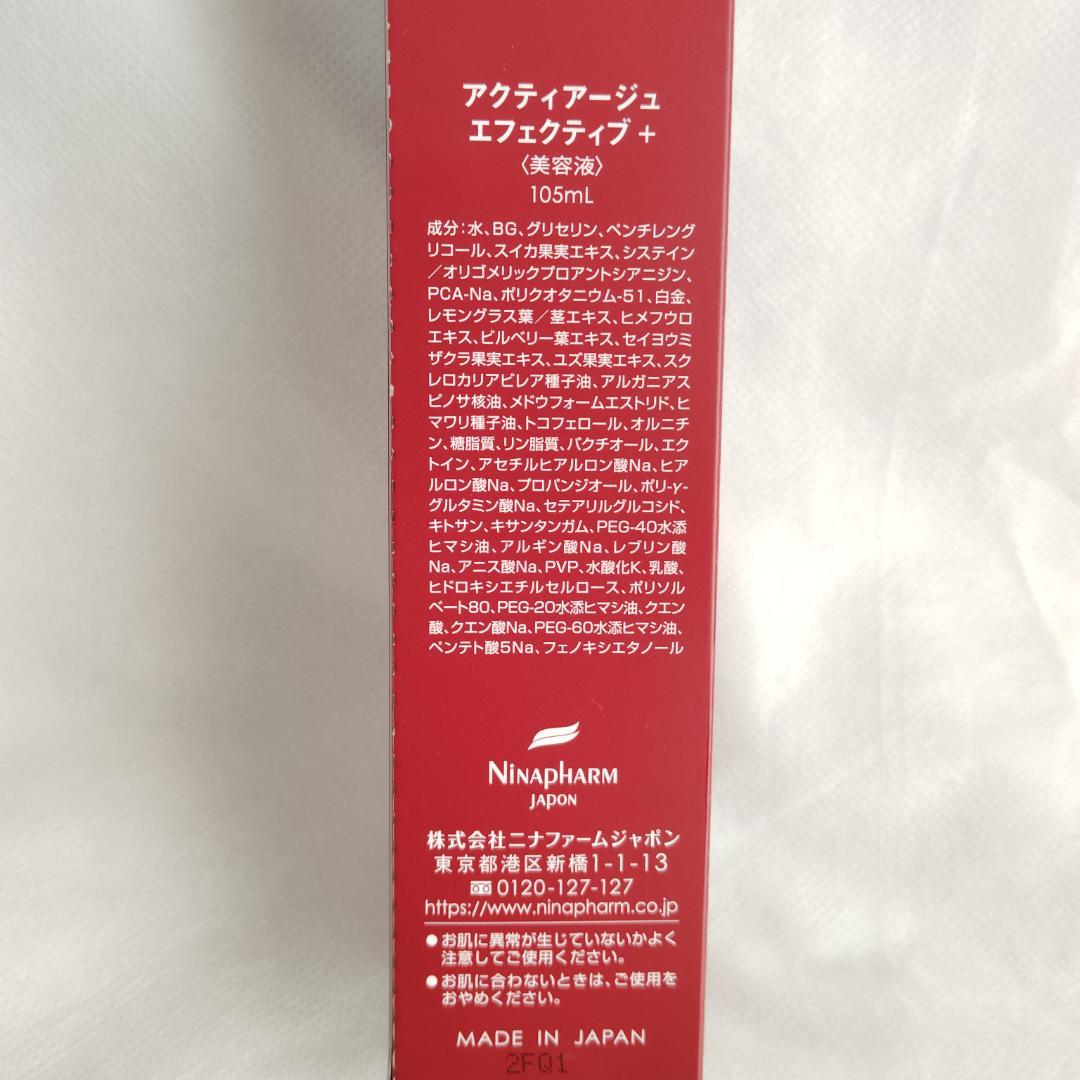 アクティアージュ
エフェクティブ +
〈美容液〉
105mL
成分:水、BG、グリセリン、ペンチレング
リコール、スイカ果実エキス、システイン
/オリゴメリックプロアントシアニジン、
PCA-Na、ポリクオタニウム-51、白金、
レモングラス葉/茎エキス、ヒメフウロ
エキス、ビルベリー葉エキス、セイヨウミ
ザクラ果実エキス、ユズ果実エキス、スク
レロカリアビレア種子油、アルガニアス
ピノサ核油、メドウフォームエストリド、ヒ
マワリ種子油、トコフェロール、オルニチ
ン、糖脂質、リン脂質、バクチオール、エク
トイン、アセチルヒアルロン酸Na、ヒア
ルロン酸Na、プロパンジオール、ポリ-γ-
グルタミン酸Na、セテアリルグルコシド、
キトサン、キサンタンガム、PEG-40水添
ヒマシ油、アルギン酸Na、レブリン酸
Na、アニス酸Na、PVP、水酸化K、乳酸、
ヒドロキシエチルセルロース、ポリソル
ベート80、PEG-20水添ヒマシ油、クエン
酸、クエン酸Na、PEG-60水添ヒマシ油、
ペンテト酸5Na、フェノキシエタノール
NINAPHARM
JAPON
株式会社ニナファームジャポン
東京都港区新橋1-1-13
0120-127-127
https://www.ninapharm.co.jp
●お肌に異常が生じていないかよく
注意してご使用ください。
●お肌に合わないときは、ご使用を
おやめください。
MADE IN JAPAN
2FQ1